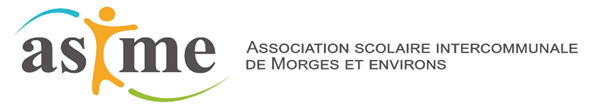 asime
ASSOCIATION SCOLAIRE INTERCOMMUNALE
DE MORGES ET ENVIRONS